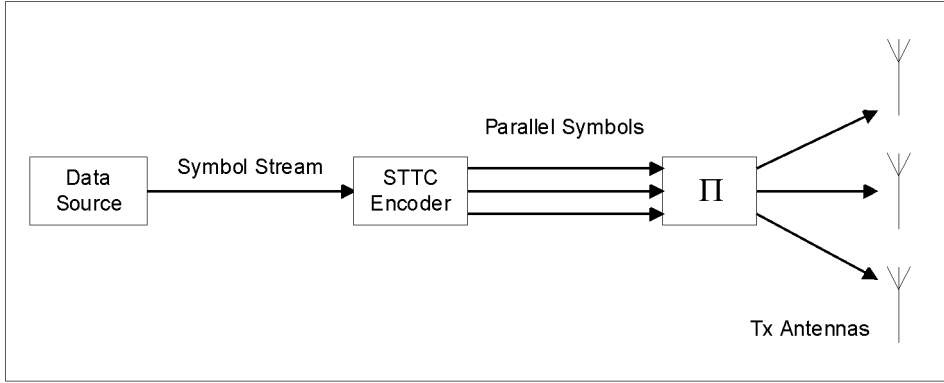 Parallel Symbols
Symbol Stream
Data
Source
STTC
Encoder
Π
Tx Antennas